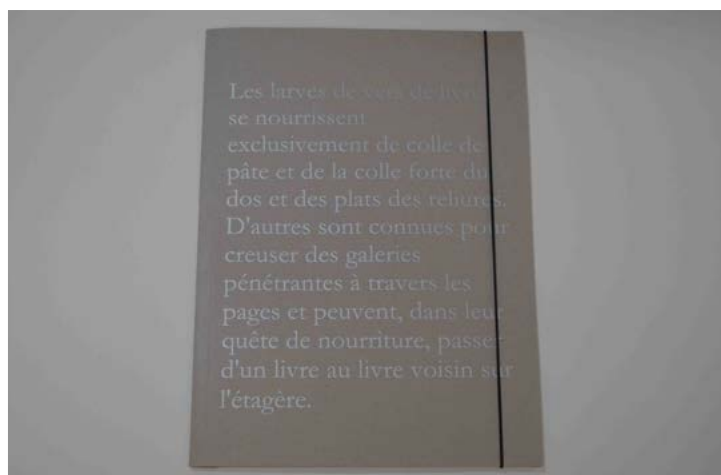 Les larves de vers de livre
se nourrissent
exclusivement de colle de
pâte et de la colle forte du
dos et des plats des reliures.
D'autres sont connues pour
creuser des galeries
pénétrantes à travers les
pages et peuvent, dans leur
quête de nourriture, passer
d'un livre au livre voisin sur
l'étagère.